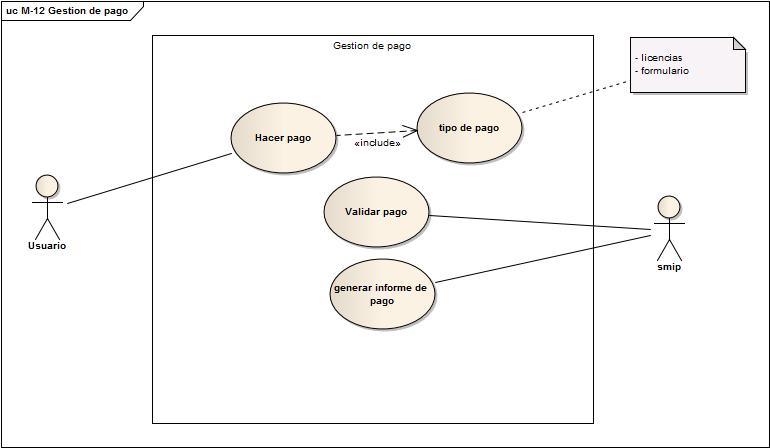 uc M-12 Gestion de pago
Gestion de pago
- licencias
- formulario
Hacer pago
«include»
tipo de pago
Validar pago
Usuario
smip
generar informe de
pago